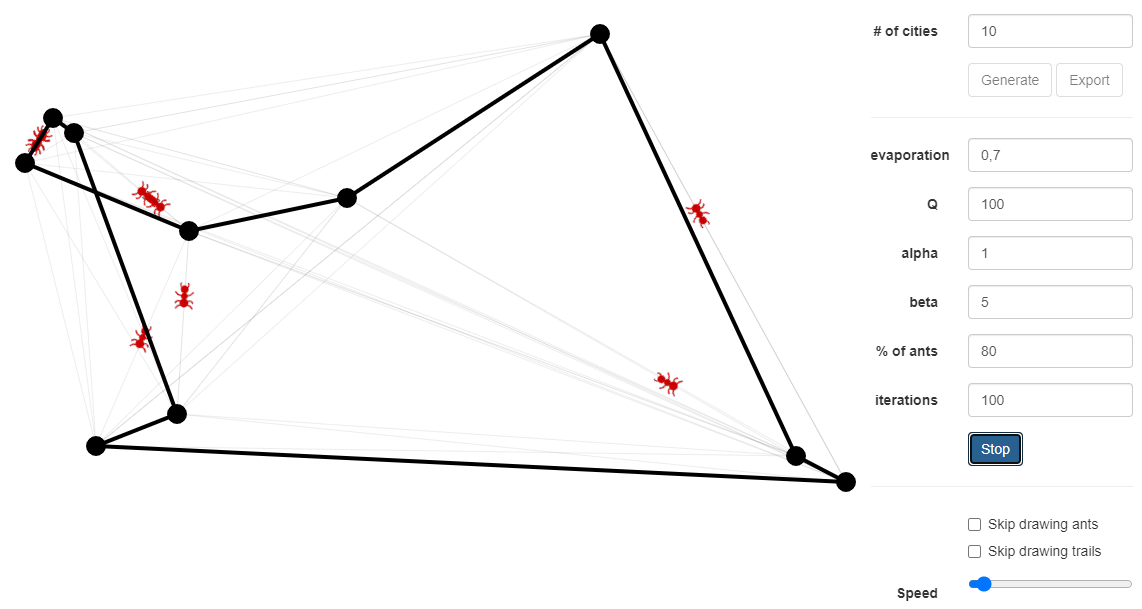 # of cities 10
Generate Export
evaporation 0,7
Q 100
alpha 1
beta 5
% of ants 80
iterations 100
Stop
Skip drawing ants
Skip drawing trails
Speed